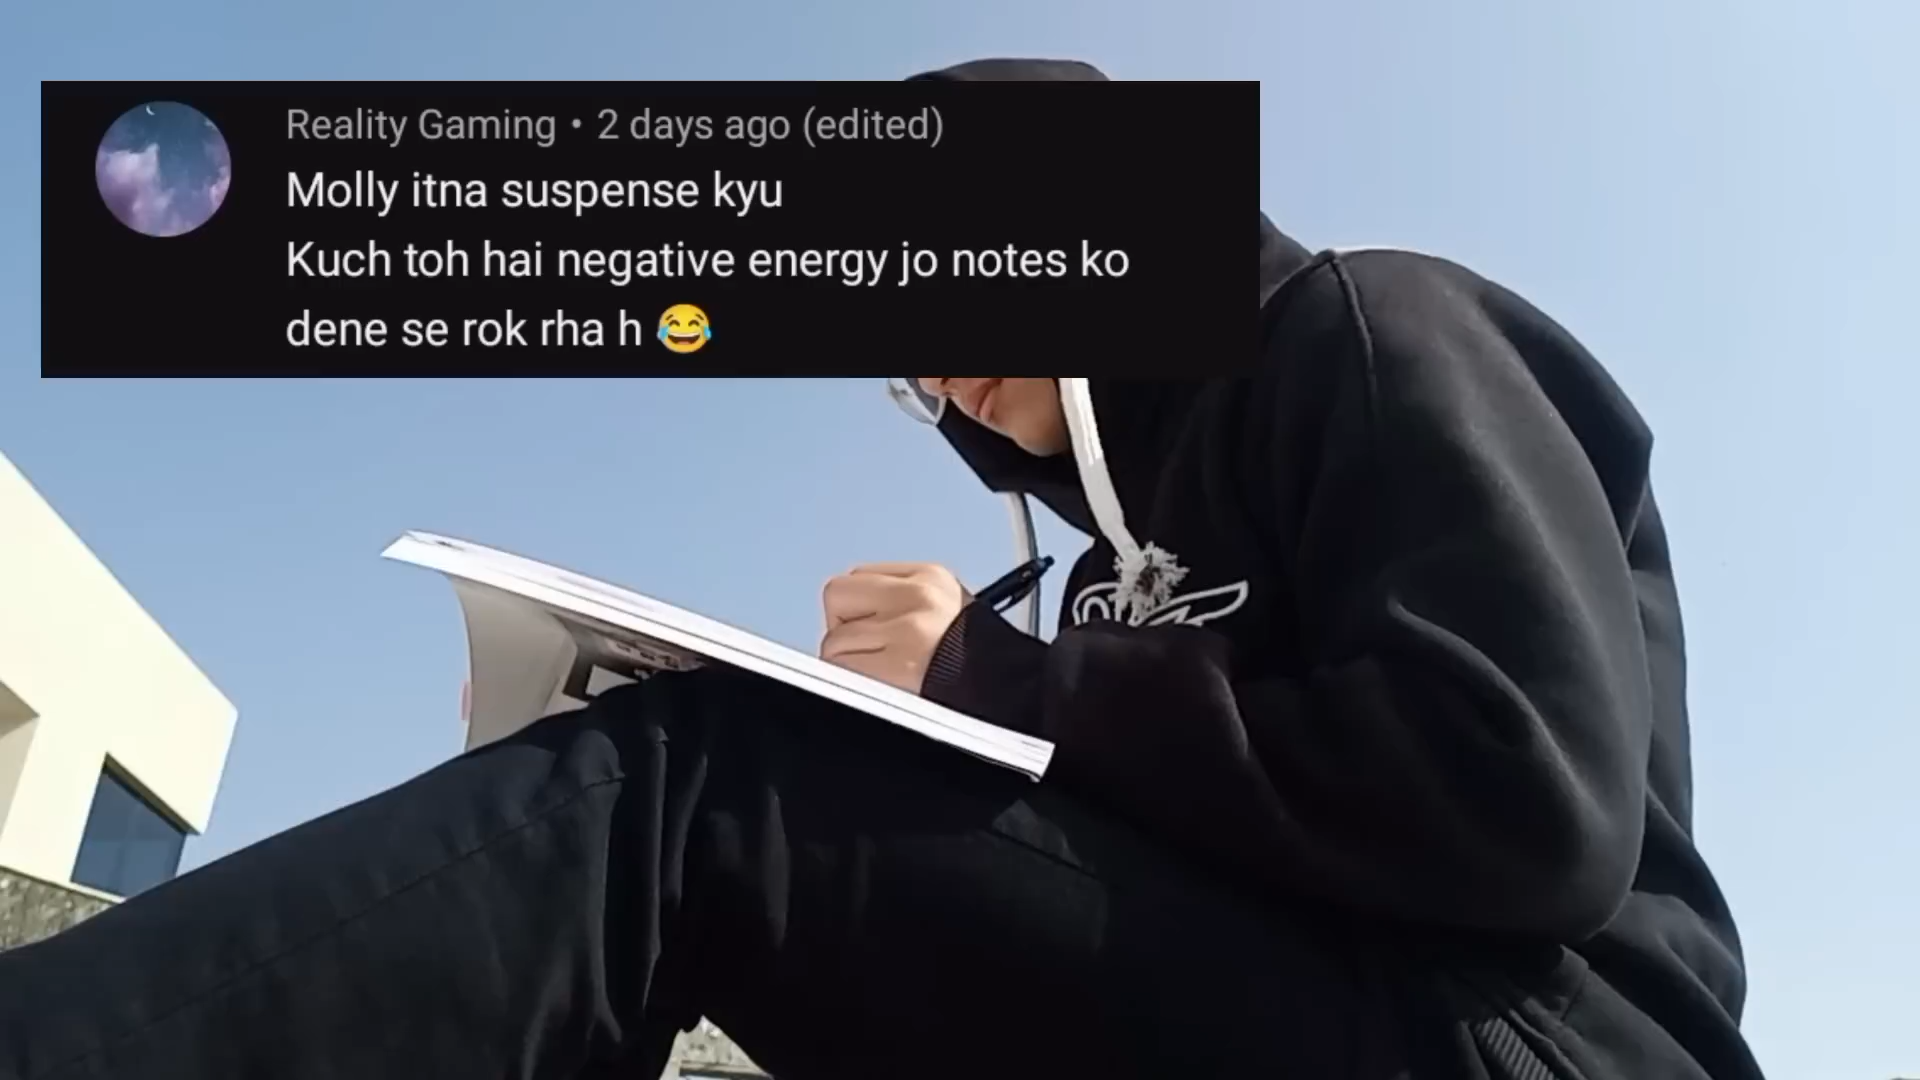 Reality Gaming • 2 days ago (edited)
Molly itna suspense kyu
Kuch toh hai negative energy jo notes ko
dene se rok rha h 😂